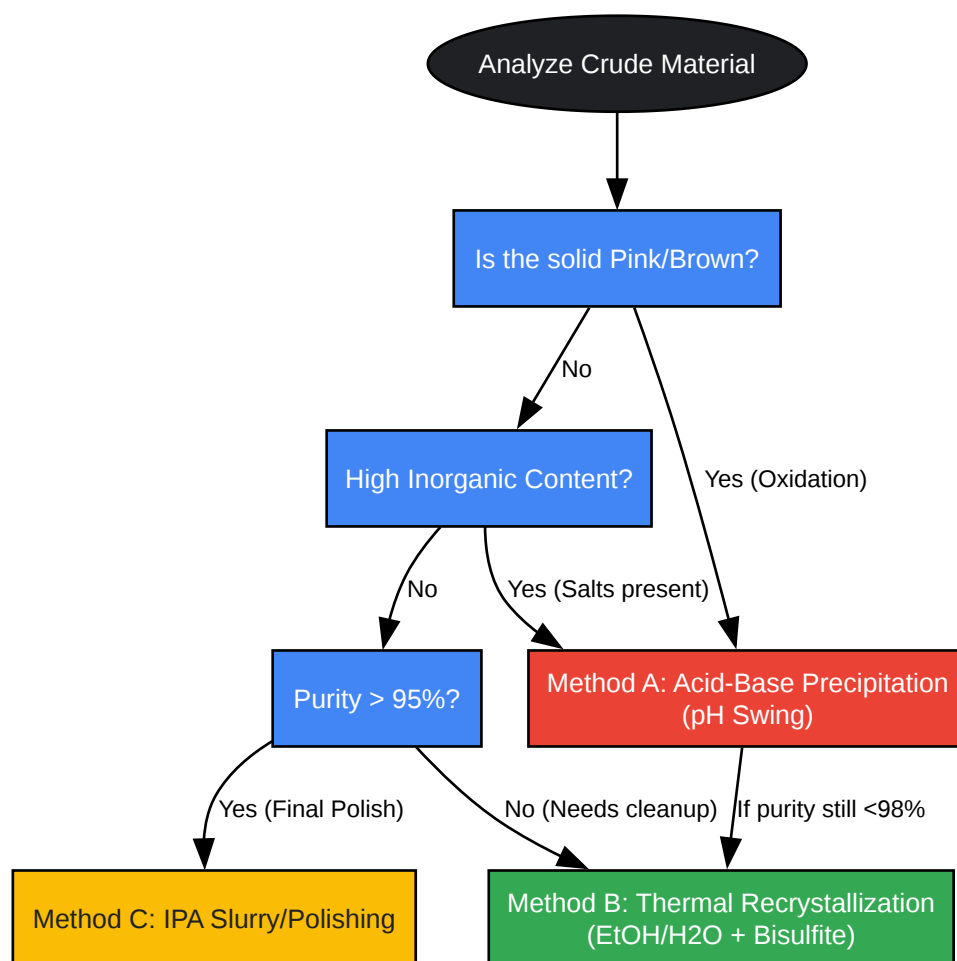 Analyze Crude Material
Is the solid Pink/Brown?
No
High Inorganic Content?
Yes (Oxidation)
No
Yes (Salts present)
Purity > 95%?
Method A: Acid-Base Precipitation
(pH Swing)
Yes (Final Polish)
No (Needs cleanup)
If purity still <98%
Method C: IPA Slurry/Polishing
Method B: Thermal Recrystallization
(EtOH/H2O + Bisulfite)